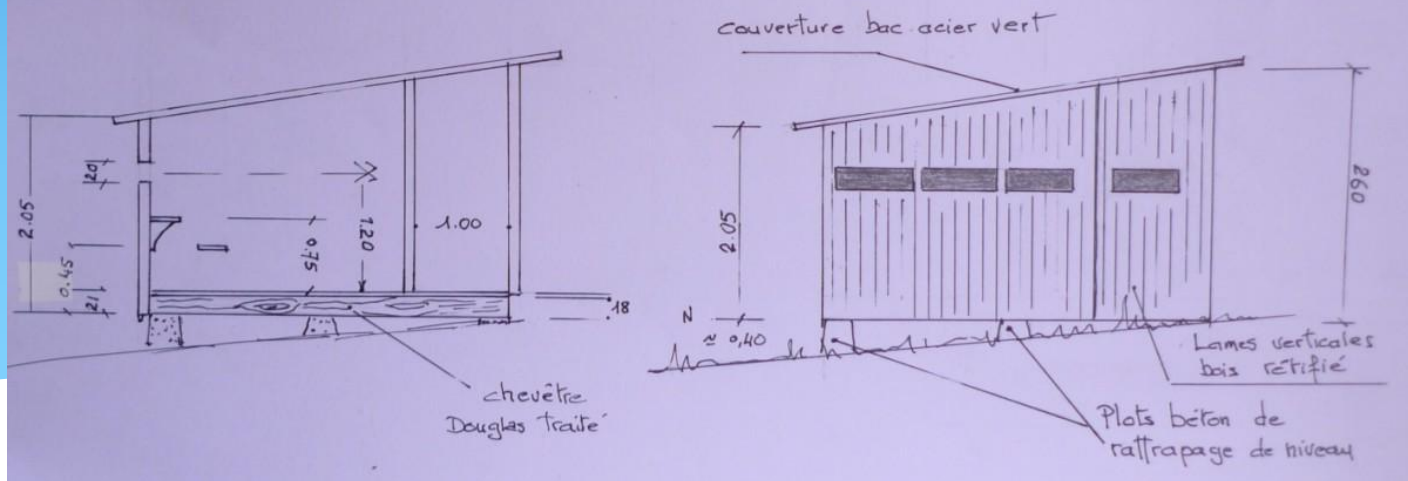 couverture bac acier vert
2.05
20
0.45
21
0.75
1.20
1.00
18
chevêtre
Douglas traité
2.05
260
N
≈ 0,40
Lames verticales
bois rétifié
Plots béton de
rattrapage de niveau